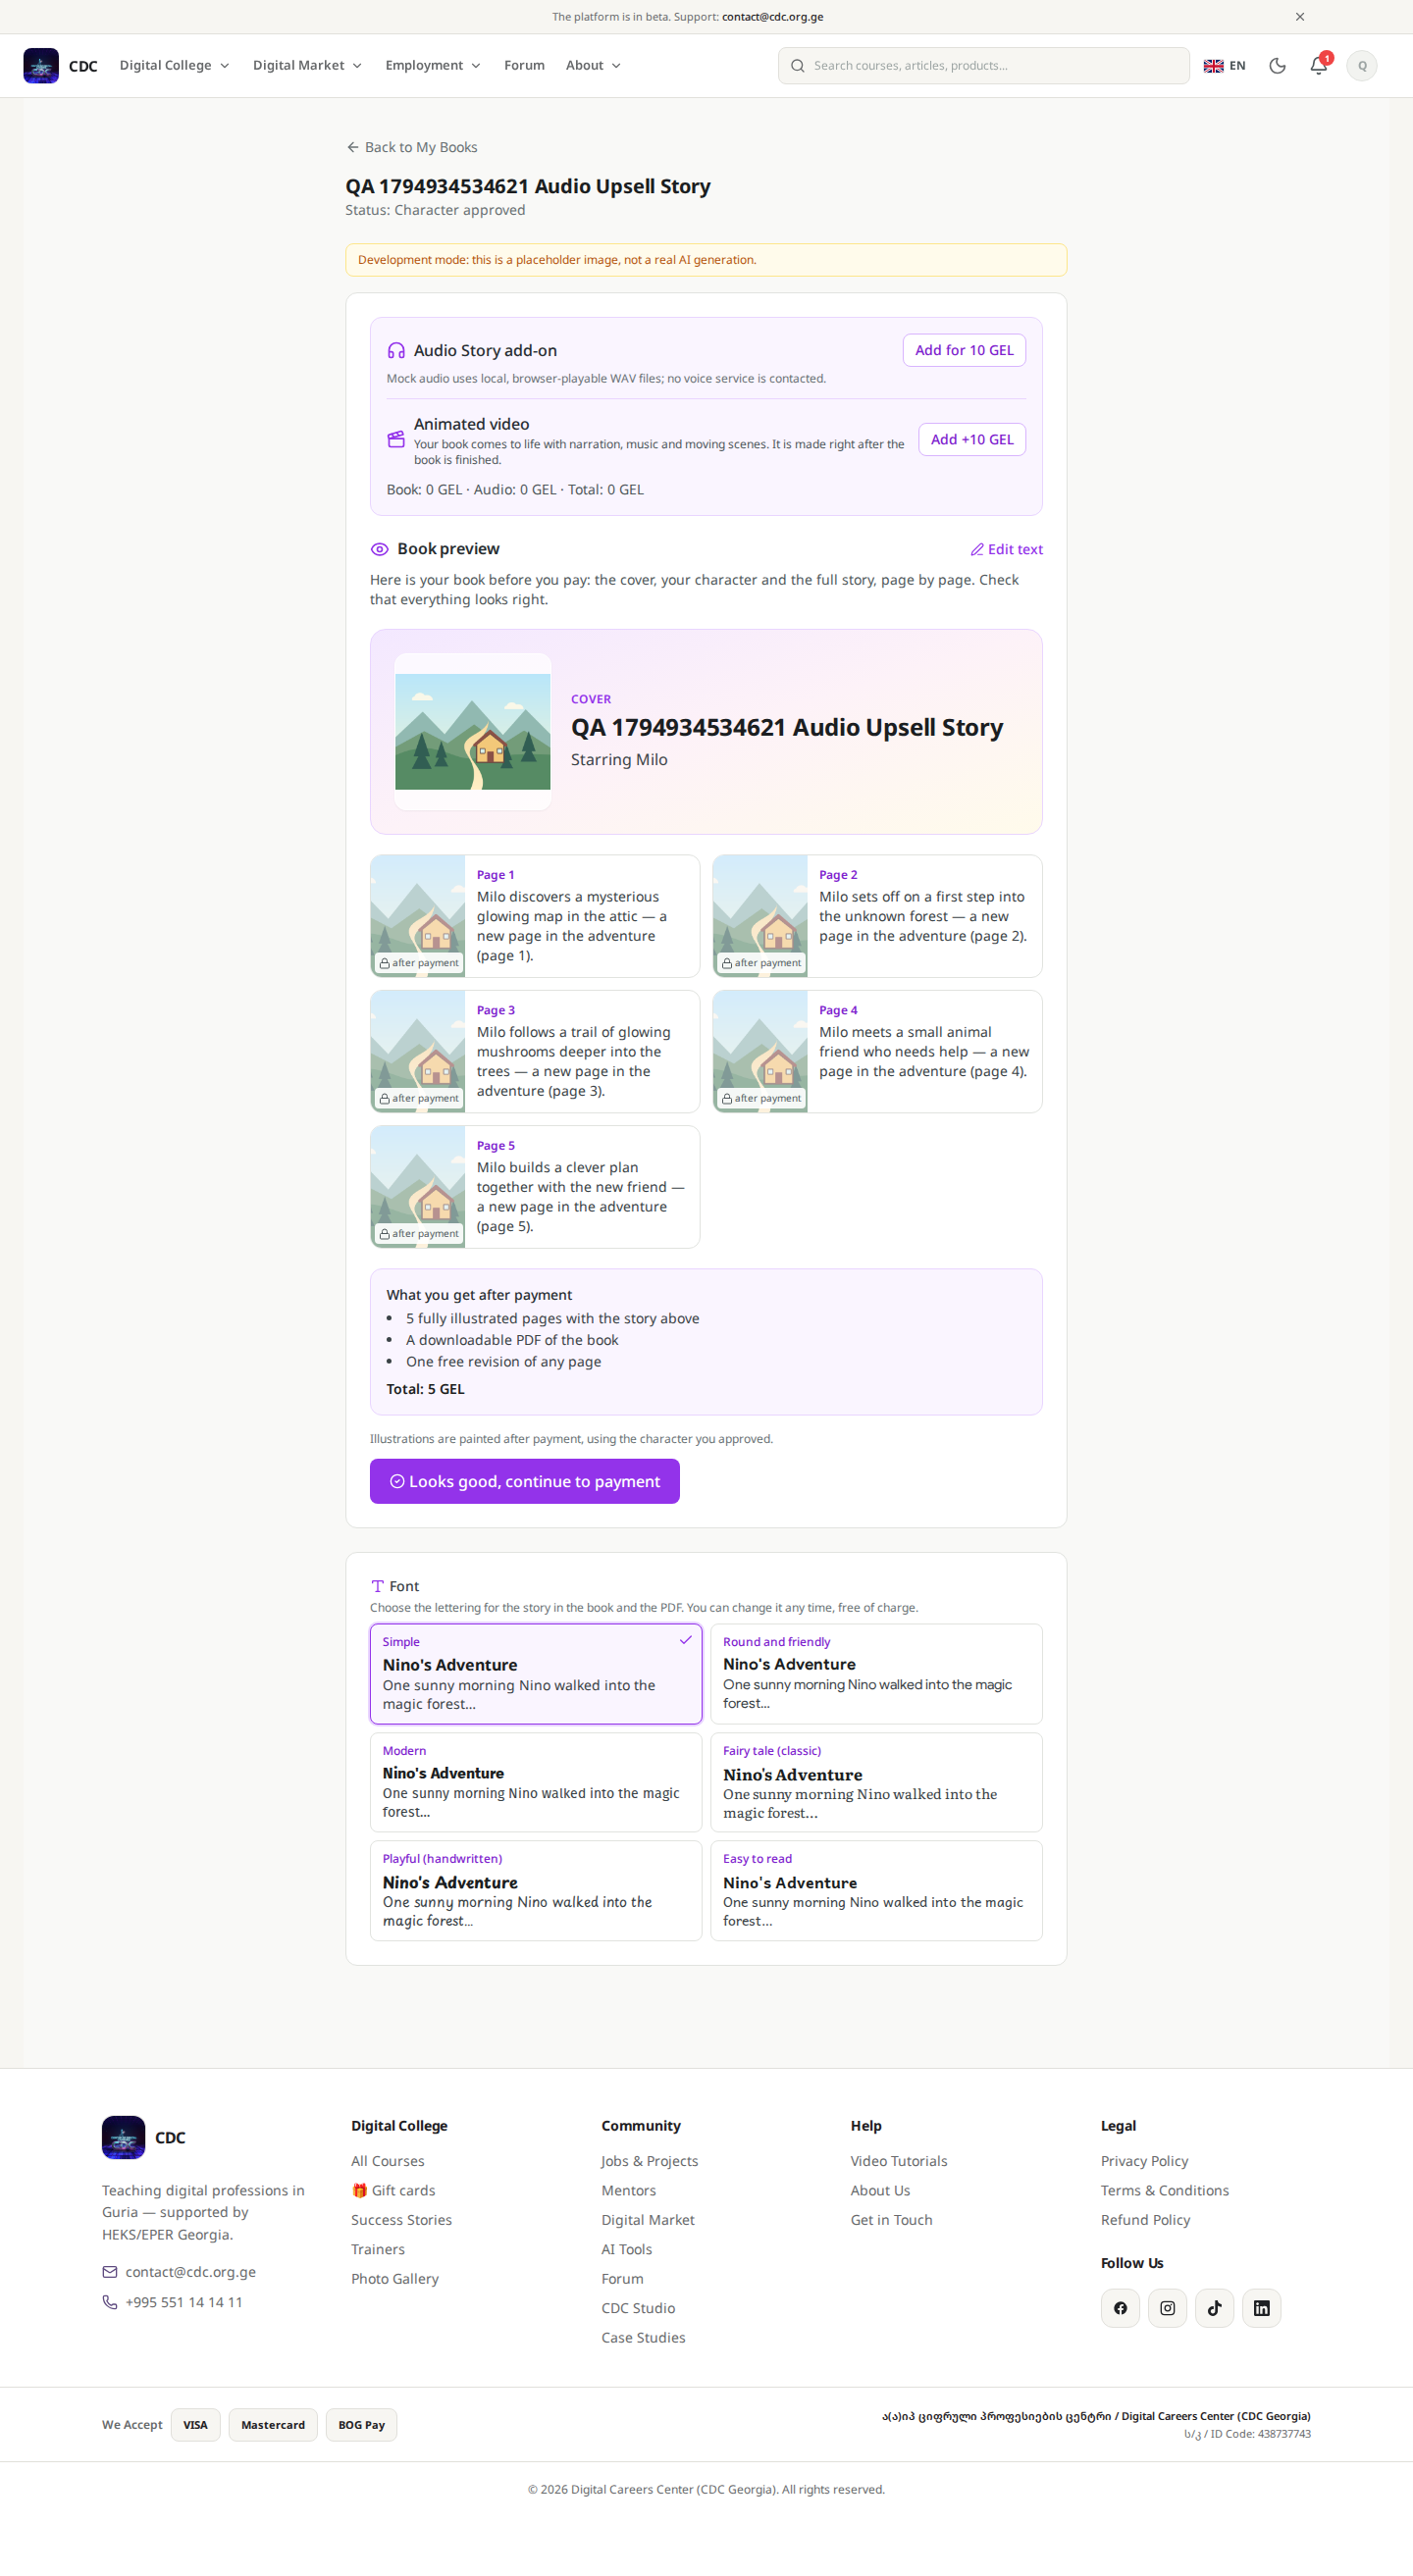 The platform is in beta. Support: contact@cdc.org.ge
CDC
Digital College
Digital Market
Employment
Forum
About
Search courses, articles, products...
EN
1
Q
Back to My Books
QA 1794934534621 Audio Upsell Story
Status: Character approved
Development mode: this is a placeholder image, not a real AI generation.
Audio Story add-on
Add for 10 GEL
Mock audio uses local, browser-playable WAV files; no voice service is contacted.
Animated video
Your book comes to life with narration, music and moving scenes. It is made right after the
book is finished.
Add +10 GEL
Book: 0 GEL · Audio: 0 GEL · Total: 0 GEL
Book preview
Edit text
Here is your book before you pay: the cover, your character and the full story, page by page. Check
that everything looks right.
COVER
QA 1794934534621 Audio Upsell Story
Starring Milo
Page 1
Milo discovers a mysterious
glowing map in the attic — a
new page in the adventure
(page 1).
after payment
Page 2
Milo sets off on a first step into
the unknown forest — a new
page in the adventure (page 2).
after payment
Page 3
Milo follows a trail of glowing
mushrooms deeper into the
trees — a new page in the
adventure (page 3).
after payment
Page 4
Milo meets a small animal
friend who needs help — a new
page in the adventure (page 4).
after payment
Page 5
Milo builds a clever plan
together with the new friend —
a new page in the adventure
(page 5).
after payment
What you get after payment
5 fully illustrated pages with the story above
A downloadable PDF of the book
One free revision of any page
Total: 5 GEL
Illustrations are painted after payment, using the character you approved.
Looks good, continue to payment
Font
Choose the lettering for the story in the book and the PDF. You can change it any time, free of charge.
Simple
Nino's Adventure
One sunny morning Nino walked into the
magic forest...
Round and friendly
Nino's Adventure
One sunny morning Nino walked into the magic
forest...
Modern
Nino's Adventure
One sunny morning Nino walked into the magic
forest...
Fairy tale (classic)
Nino's Adventure
One sunny morning Nino walked into the
magic forest...
Playful (handwritten)
Nino's Adventure
One sunny morning Nino walked into the
magic forest...
Easy to read
Nino's Adventure
One sunny morning Nino walked into the magic
forest...
CDC
Teaching digital professions in
Guria — supported by
HEKS/EPER Georgia.
contact@cdc.org.ge
+995 551 14 14 11
Digital College
All Courses
🎁 Gift cards
Success Stories
Trainers
Photo Gallery
Community
Jobs & Projects
Mentors
Digital Market
AI Tools
Forum
CDC Studio
Case Studies
Help
Video Tutorials
About Us
Get in Touch
Legal
Privacy Policy
Terms & Conditions
Refund Policy
Follow Us
We Accept
VISA
Mastercard
BOG Pay
ა(ა)იპ ციფრული პროფესიების ცენტრი / Digital Careers Center (CDC Georgia)
ს/კ / ID Code: 438737743
© 2026 Digital Careers Center (CDC Georgia). All rights reserved.